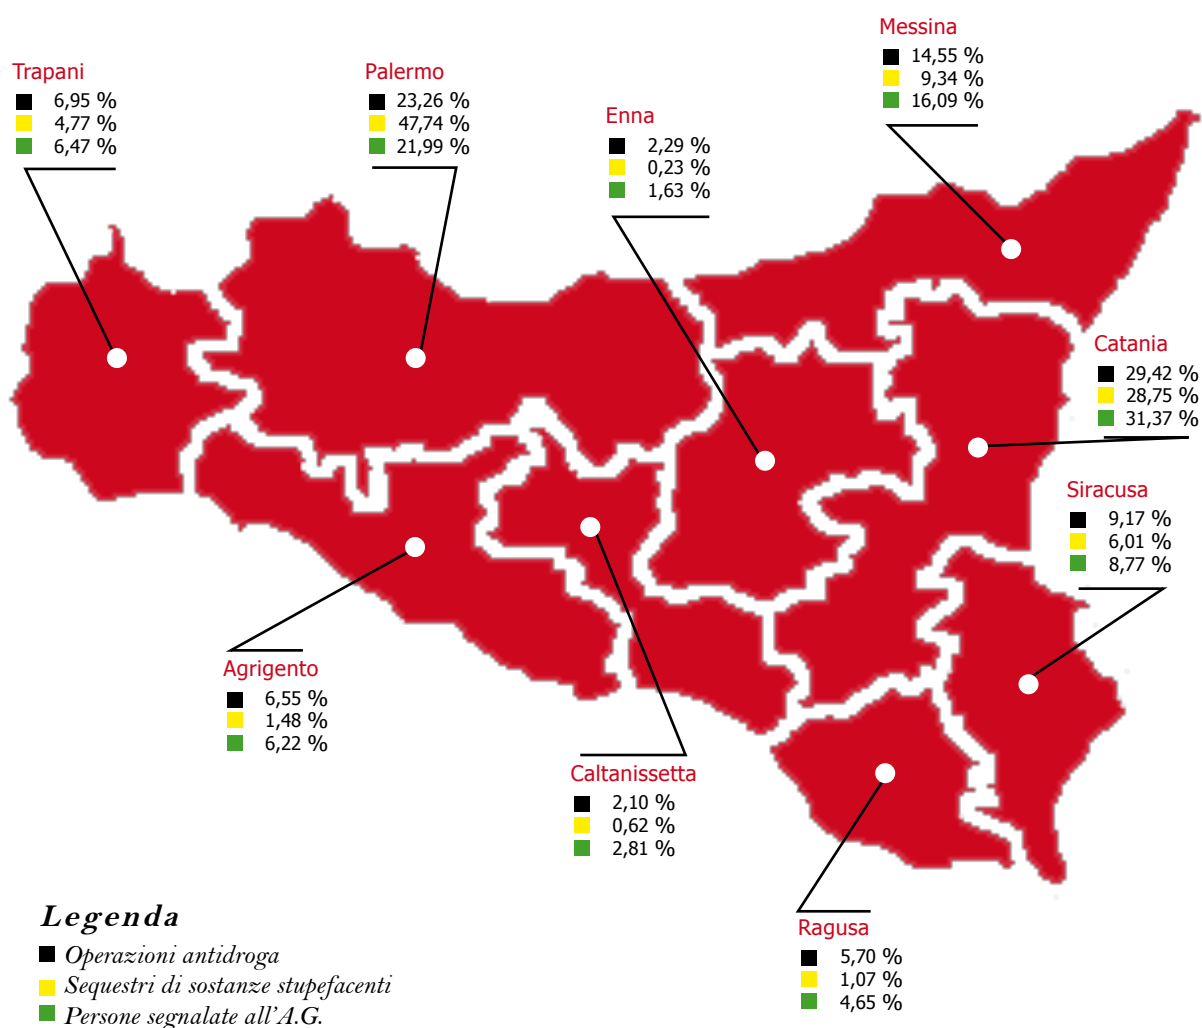 Messina
14,55 %
9,34 %
16,09 %
Trapani
6,95 %
4,77 %
6,47 %
Palermo
23,26 %
47,74 %
21,99 %
Enna
2,29 %
0,23 %
1,63 %
Catania
29,42 %
28,75 %
31,37 %
Siracusa
9,17 %
6,01 %
8,77 %
Agrigento
6,55 %
1,48 %
6,22 %
Caltanissetta
2,10 %
0,62 %
2,81 %
Ragusa
5,70 %
1,07 %
4,65 %
Legenda
Operazioni antidroga
Sequestri di sostanze stupefacenti
Persone segnalate all'A.G.